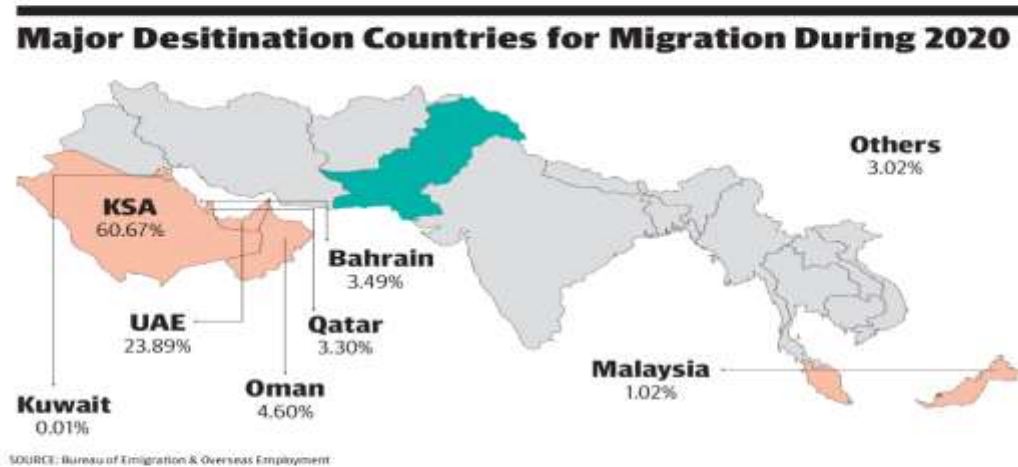 Major Desitination Countries for Migration During 2020
Others
3.02%
KSA
60.67%
Bahrain
3.49%
UAE
23.89%
Qatar
3.30%
Malaysia
1.02%
Oman
4.60%
Kuwait
0.01%
SOURCE: Bureau of Emigration & Overseas Employment